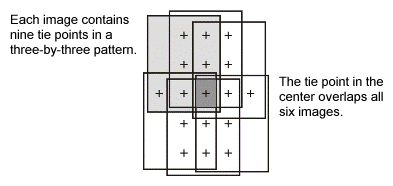 Each image contains
nine tie points in a
three-by-three pattern.
The tie point in the
center overlaps all
six images.